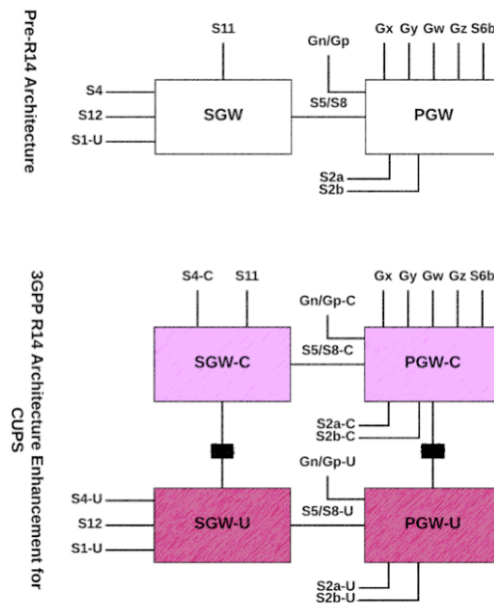 Pre-R14 Architecture
S11
Gn/Gp
Gx Gy Gw Gz S6b
S4
S12
S1-U
SGW
S5/S8
PGW
S2a
S2b
3GPP R14 Architecture Enhancement for
CUPS
S4-C S11
Gn/Gp-C
Gx Gy Gw Gz S6b
SGW-C
S5/S8-C
PGW-C
S2a-C
S2b-C
Gn/Gp-U
S4-U
S12
S1-U
SGW-U
S5/S8-U
PGW-U
S2a-U
S2b-U